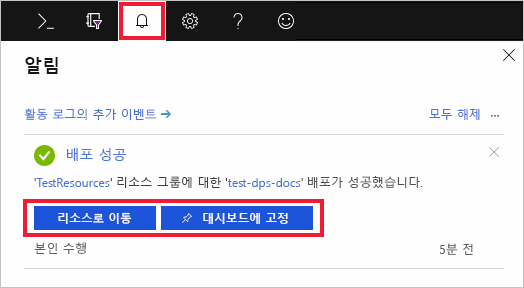 알림
활동 로그의 추가 이벤트 →
모두 해제 ...
배포 성공
'TestResources' 리소스 그룹에 대한 'test-dps-docs' 배포가 성공했습니다.
리소스로 이동
대시보드에 고정
본인 수행
5분 전